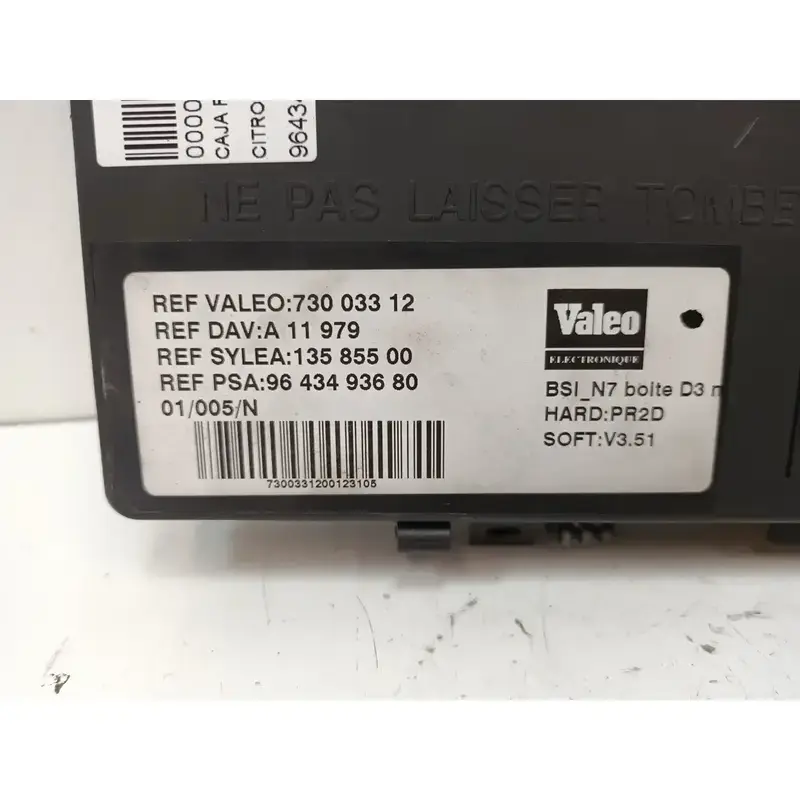 0000
CAJA F
CITRO
9643
NE PAS LAISSER TOMBE
REF VALEO:730 033 12
REF DAV:A 11 979
REF SYLEA:135 855 00
REF PSA:96 434 936 80
01/005/N
7300331200123105
Valeo
ELECTRONIQUE
BSI_N7 boite D3 m
HARD:PR2D
SOFT:V3.51